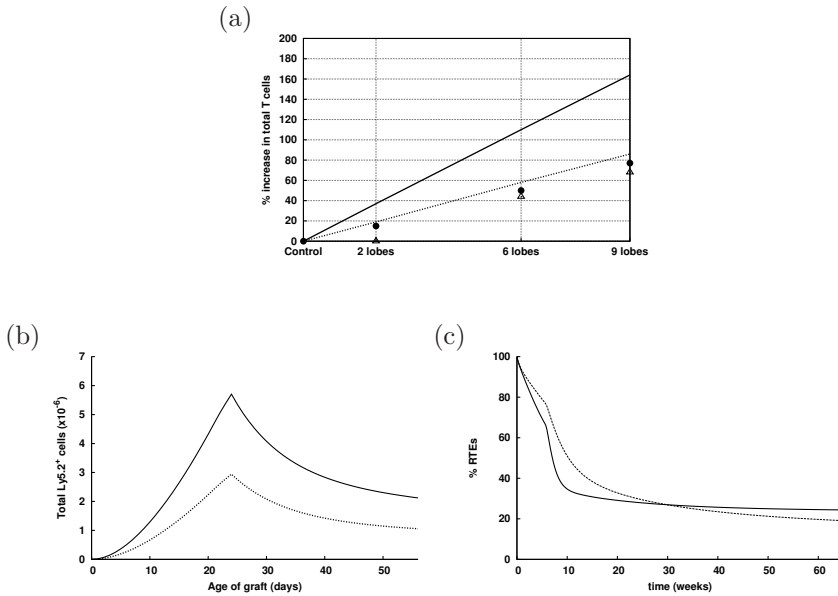 (a)
% increase in total T cells
200
180
160
140
120
100
80
60
40
20
0
Control
2 lobes
6 lobes
9 lobes
(b)
Total Ly5.2⁺ cells (x10⁻⁶)
7
6
5
4
3
2
1
0
0 10 20 30 40 50
Age of graft (days)
(c)
% RTEs
100
80
60
40
20
0
0 10 20 30 40 50 60
time (weeks)